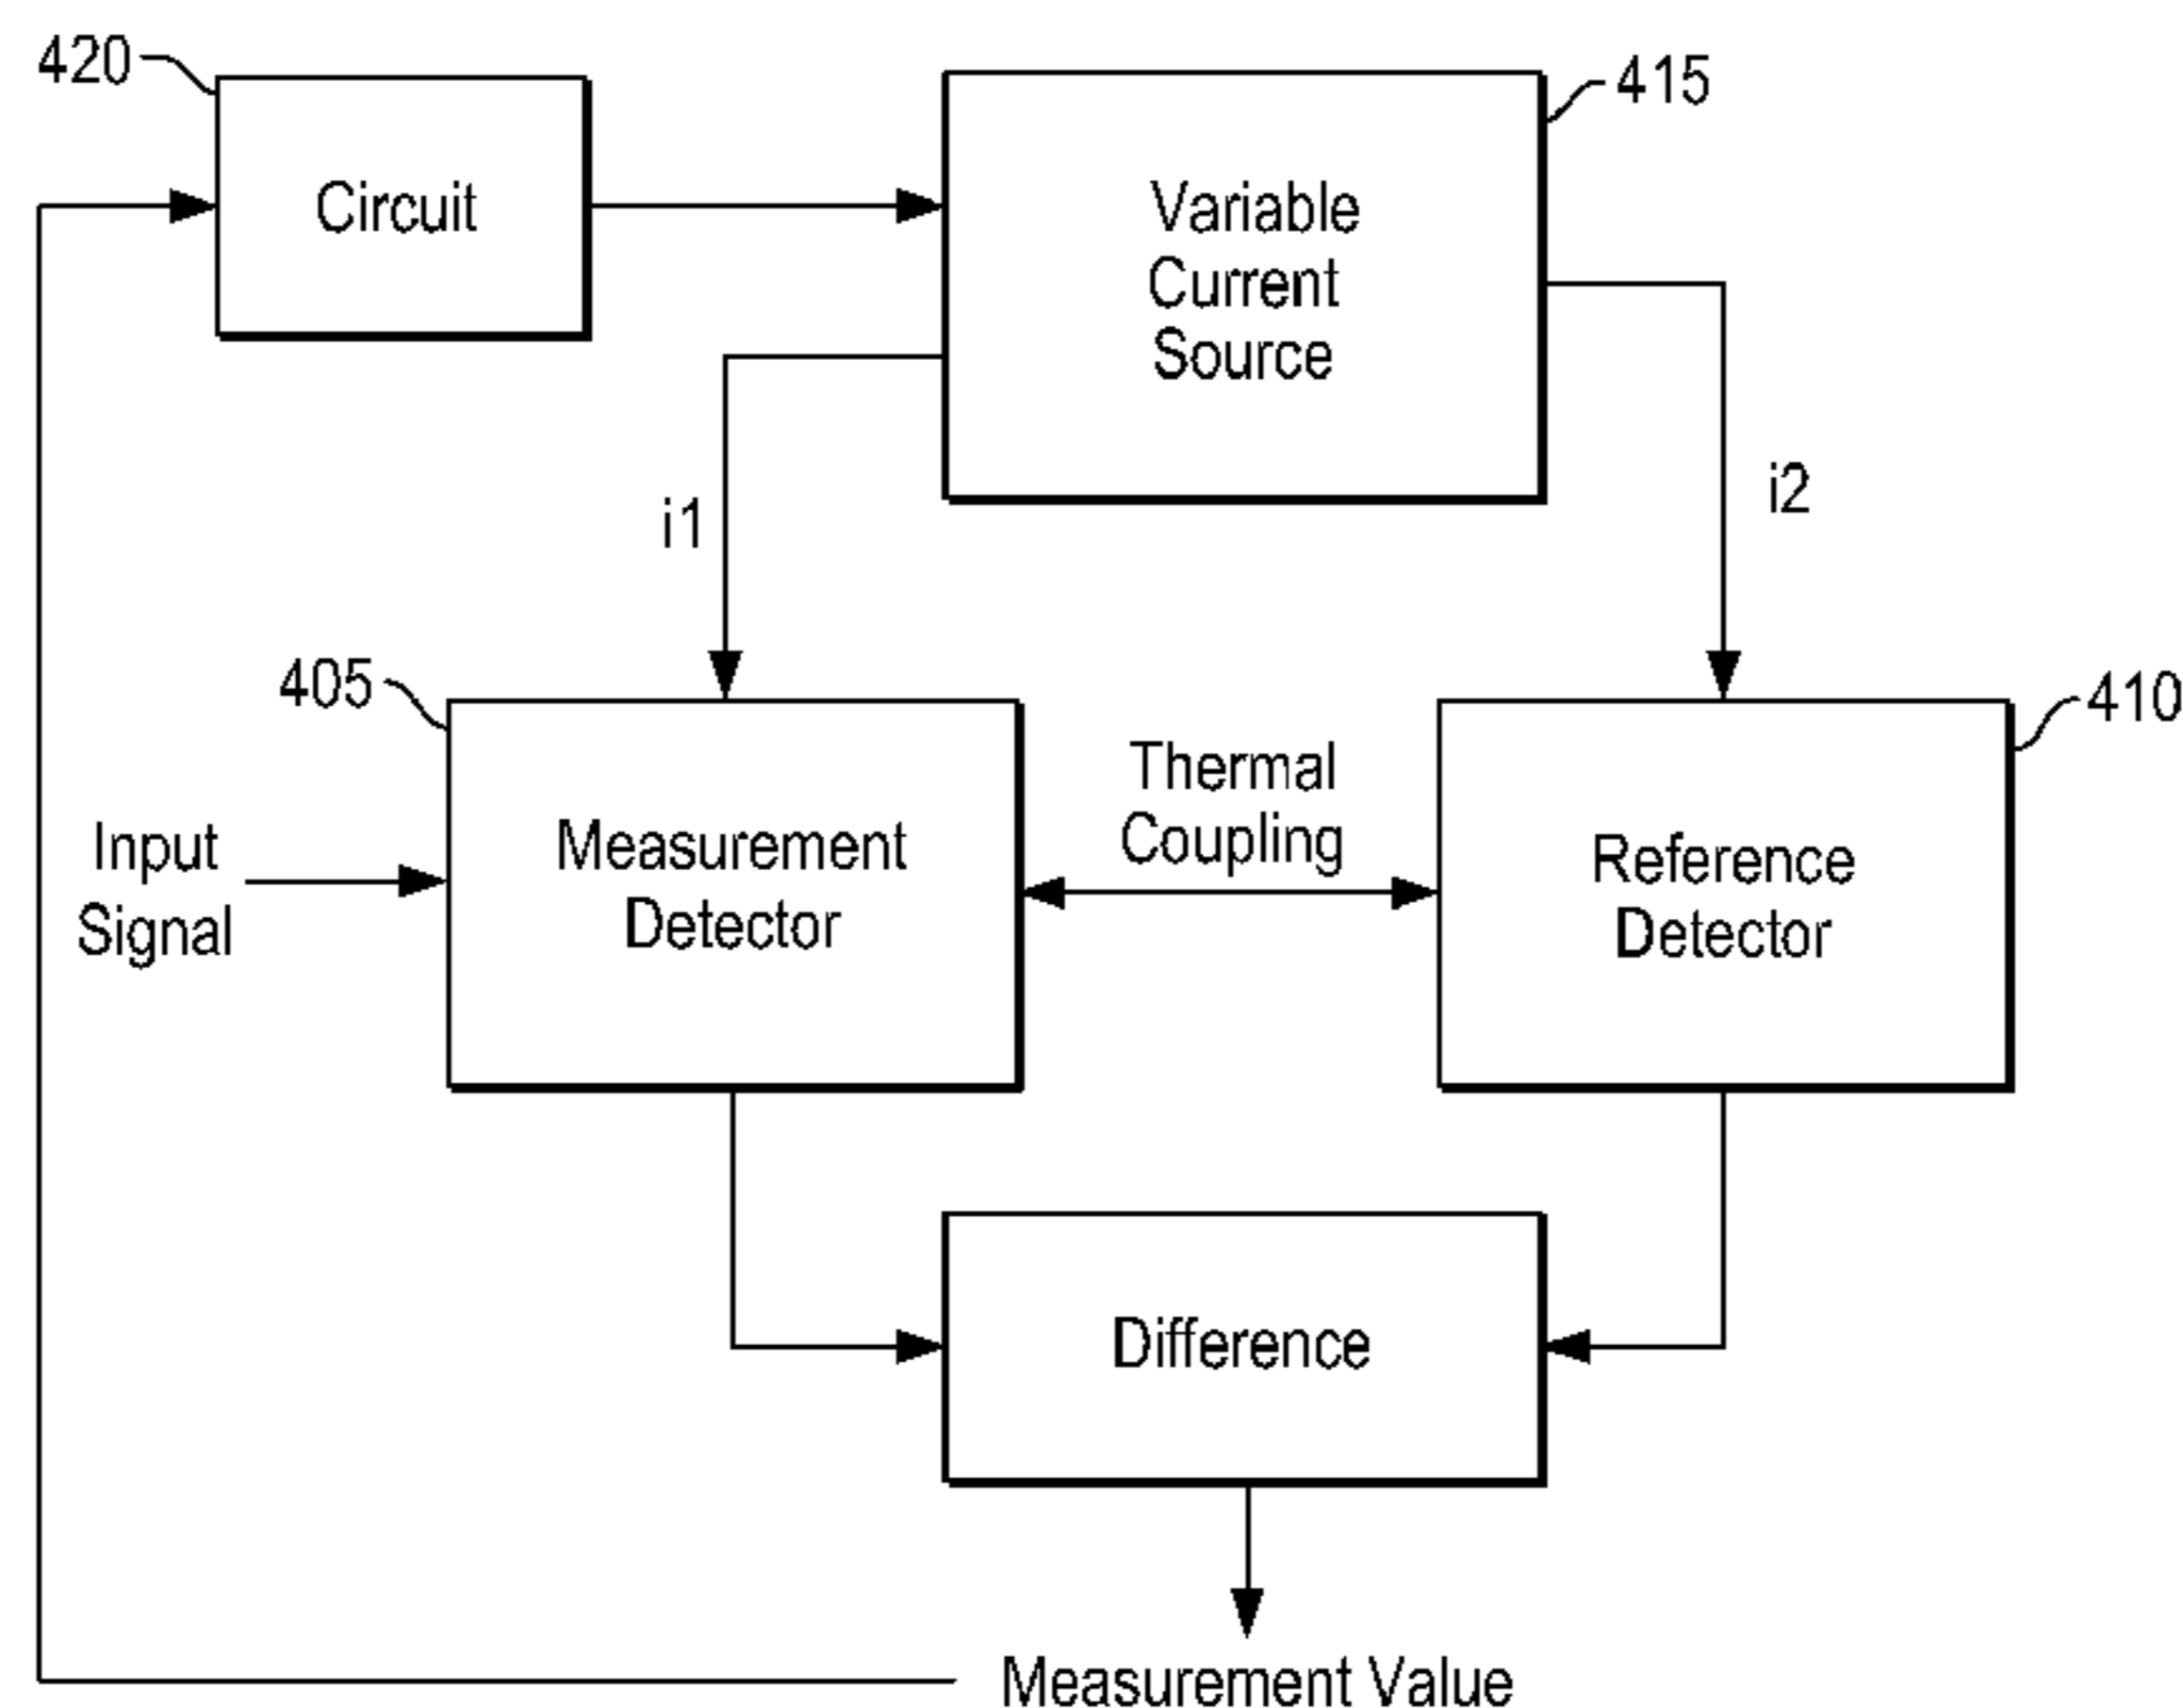 420
415
Circuit
Variable
Current
Source
i1
i2
405
410
Input
Signal
Measurement
Detector
Thermal
Coupling
Reference
Detector
Difference
Measurement Value